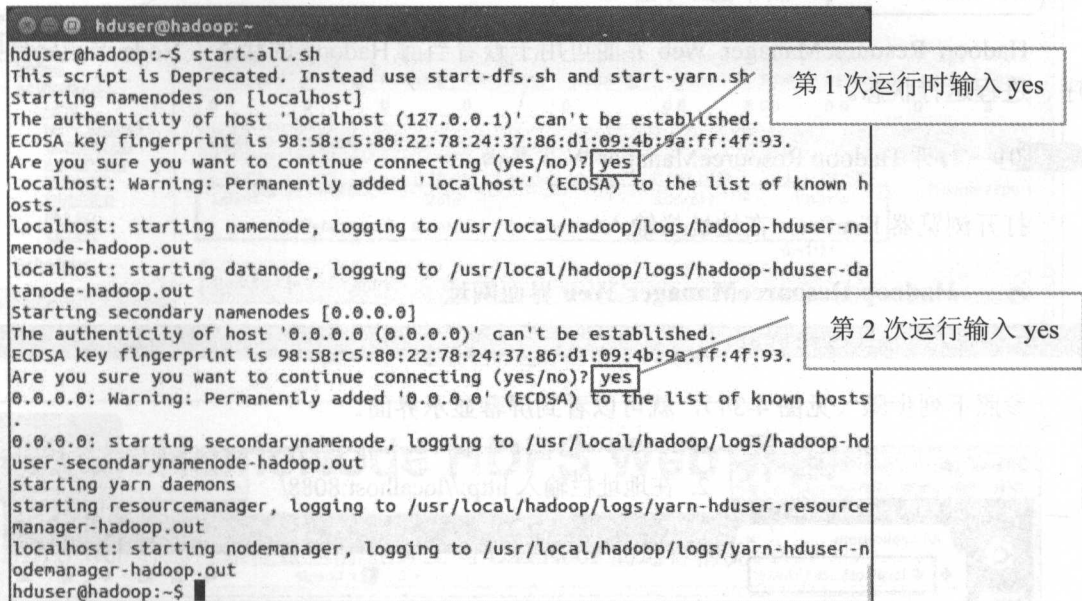 hduser@hadoop: ~
hduser@hadoop:~$ start-all.sh
This script is Deprecated. Instead use start-dfs.sh and start-yarn.sh
Starting namenodes on [localhost]
The authenticity of host 'localhost (127.0.0.1)' can't be established.
ECDSA key fingerprint is 98:58:c5:80:22:78:24:37:86:d1:09:4b:9a:ff:4f:93.
Are you sure you want to continue connecting (yes/no)? yes
localhost: Warning: Permanently added 'localhost' (ECDSA) to the list of known h
osts.
localhost: starting namenode, logging to /usr/local/hadoop/logs/hadoop-hduser-na
menode-hadoop.out
localhost: starting datanode, logging to /usr/local/hadoop/logs/hadoop-hduser-da
tanode-hadoop.out
Starting secondary namenodes [0.0.0.0]
The authenticity of host '0.0.0.0 (0.0.0.0)' can't be established.
ECDSA key fingerprint is 98:58:c5:80:22:78:24:37:86:d1:09:4b:9a:ff:4f:93.
Are you sure you want to continue connecting (yes/no)? yes
0.0.0.0: Warning: Permanently added '0.0.0.0' (ECDSA) to the list of known hosts
.
0.0.0.0: starting secondarynamenode, logging to /usr/local/hadoop/logs/hadoop-hd
user-secondarynamenode-hadoop.out
starting yarn daemons
starting resourcemanager, logging to /usr/local/hadoop/logs/yarn-hduser-resource
manager-hadoop.out
localhost: starting nodemanager, logging to /usr/local/hadoop/logs/yarn-hduser-n
odemanager-hadoop.out
hduser@hadoop:~$
第 1 次运行时输入 yes
第 2 次运行输入 yes